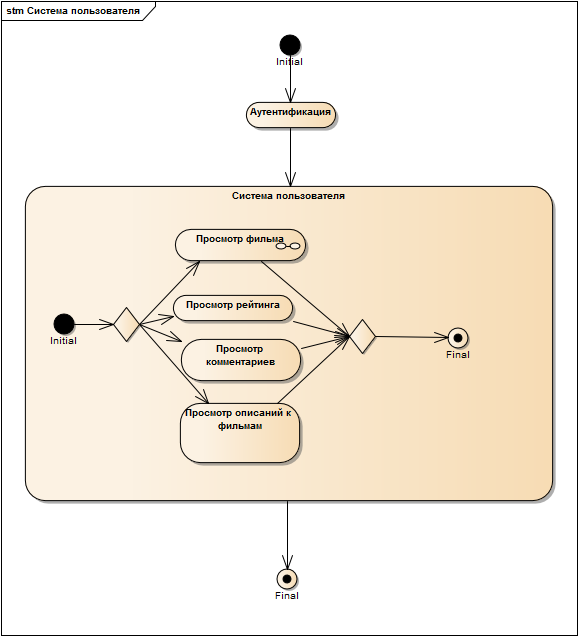 stm Система пользователя
Initial
Аутентификация
Система пользователя
Просмотр фильма
Просмотр рейтинга
Initial
Просмотр
комментариев
Final
Просмотр описаний к
фильмам
Final